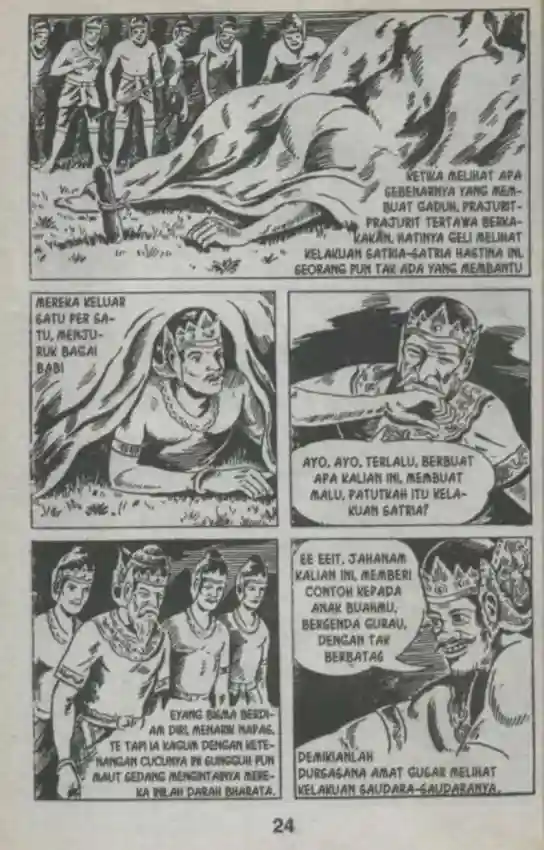 KETIKA MELIHAT APA
SEBENARNYA YANG MEM-
BUAT GADUH, PRAJURIT-
PRAJURIT TERTAWA BERKA-
KAKAN, HATINYA GELI MELIHAT
KELAKUAN SATRIA-SATRIA HASTINA INI,
SEORANG PUN TAK ADA YANG MEMBANTU
MEREKA KELUAR
SATU PER SA-
TU, MENJU-
RUK BAGAI
BABI
AYO, AYO, TERLALU, BERBUAT
APA KALIAN INI, MEMBUAT
MALU, PATUTKAH ITU KELA-
KUAN SATRIA?
EYANG BISMA BERDI-
AM DIRI, MENARIK NAPAS,
TE TAPI IA KAGUM DENGAN KETE-
NANGAN CUCUNYA INI SUNGGUH PUN
MAUT SEDANG MENGINTAINYA MERE-
KA INILAH DARAH BHARATA.
EE EEIT, JAHANAM
KALIAN INI, MEMBERI
CONTOH KEPADA
ANAK BUAHMU,
BERGENDA GURAU,
DENGAN TAK
BERBATAS
DEMIKIANLAH
DURSASANA AMAT GUSAR MELIHAT
KELAKUAN SAUDARA-SAUDARANYA.
24